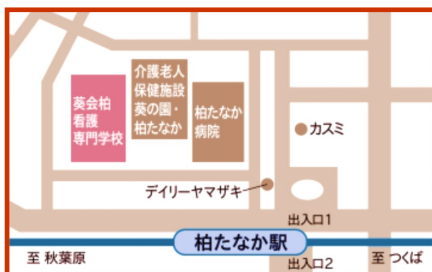 葵会柏
看護
専門学校
介護老人
保健施設
葵の園・
柏たなか
柏たなか
病院
カスミ
デイリーヤマザキ
出入口1
柏たなか駅
至 秋葉原
出入口2
至 つくば